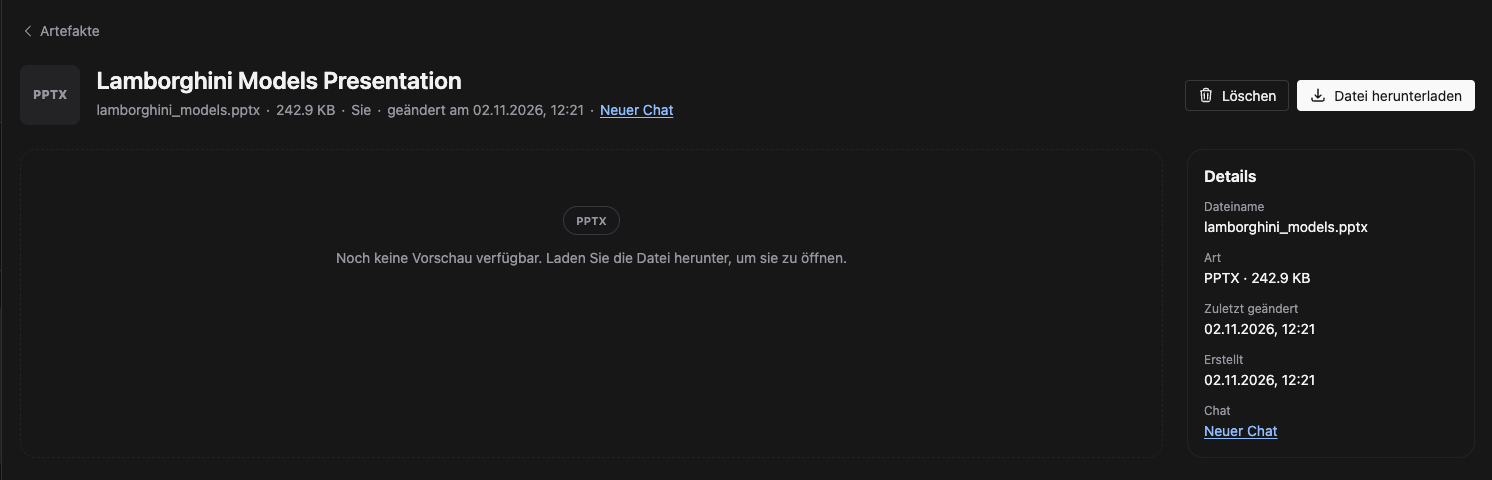 Artefakte
PPTX
Lamborghini Models Presentation
lamborghini_models.pptx · 242.9 KB · Sie · geändert am 02.11.2026, 12:21 · Neuer Chat
Löschen
Datei herunterladen
PPTX
Noch keine Vorschau verfügbar. Laden Sie die Datei herunter, um sie zu öffnen.
Details
Dateiname
lamborghini_models.pptx
Art
PPTX · 242.9 KB
Zuletzt geändert
02.11.2026, 12:21
Erstellt
02.11.2026, 12:21
Chat
Neuer Chat